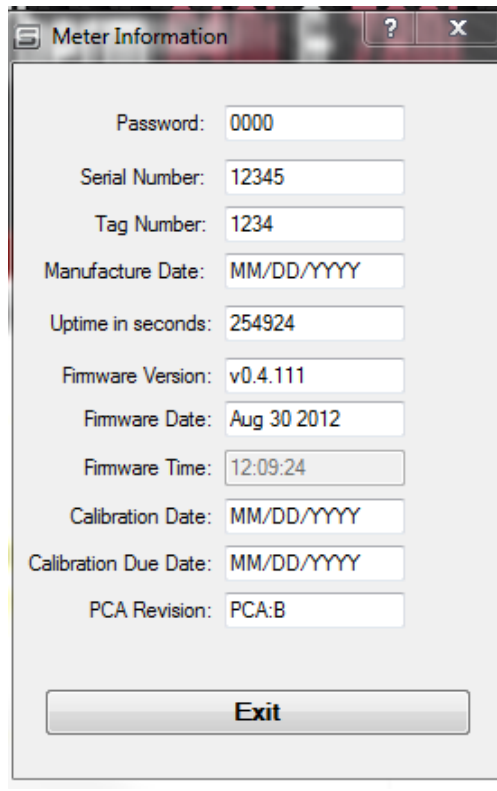 Meter Information
?
X
Password: 0000
Serial Number: 12345
Tag Number: 1234
Manufacture Date: MM/DD/YYYY
Uptime in seconds: 254924
Firmware Version: v0.4.111
Firmware Date: Aug 30 2012
Firmware Time: 12:09:24
Calibration Date: MM/DD/YYYY
Calibration Due Date: MM/DD/YYYY
PCA Revision: PCA:B
Exit